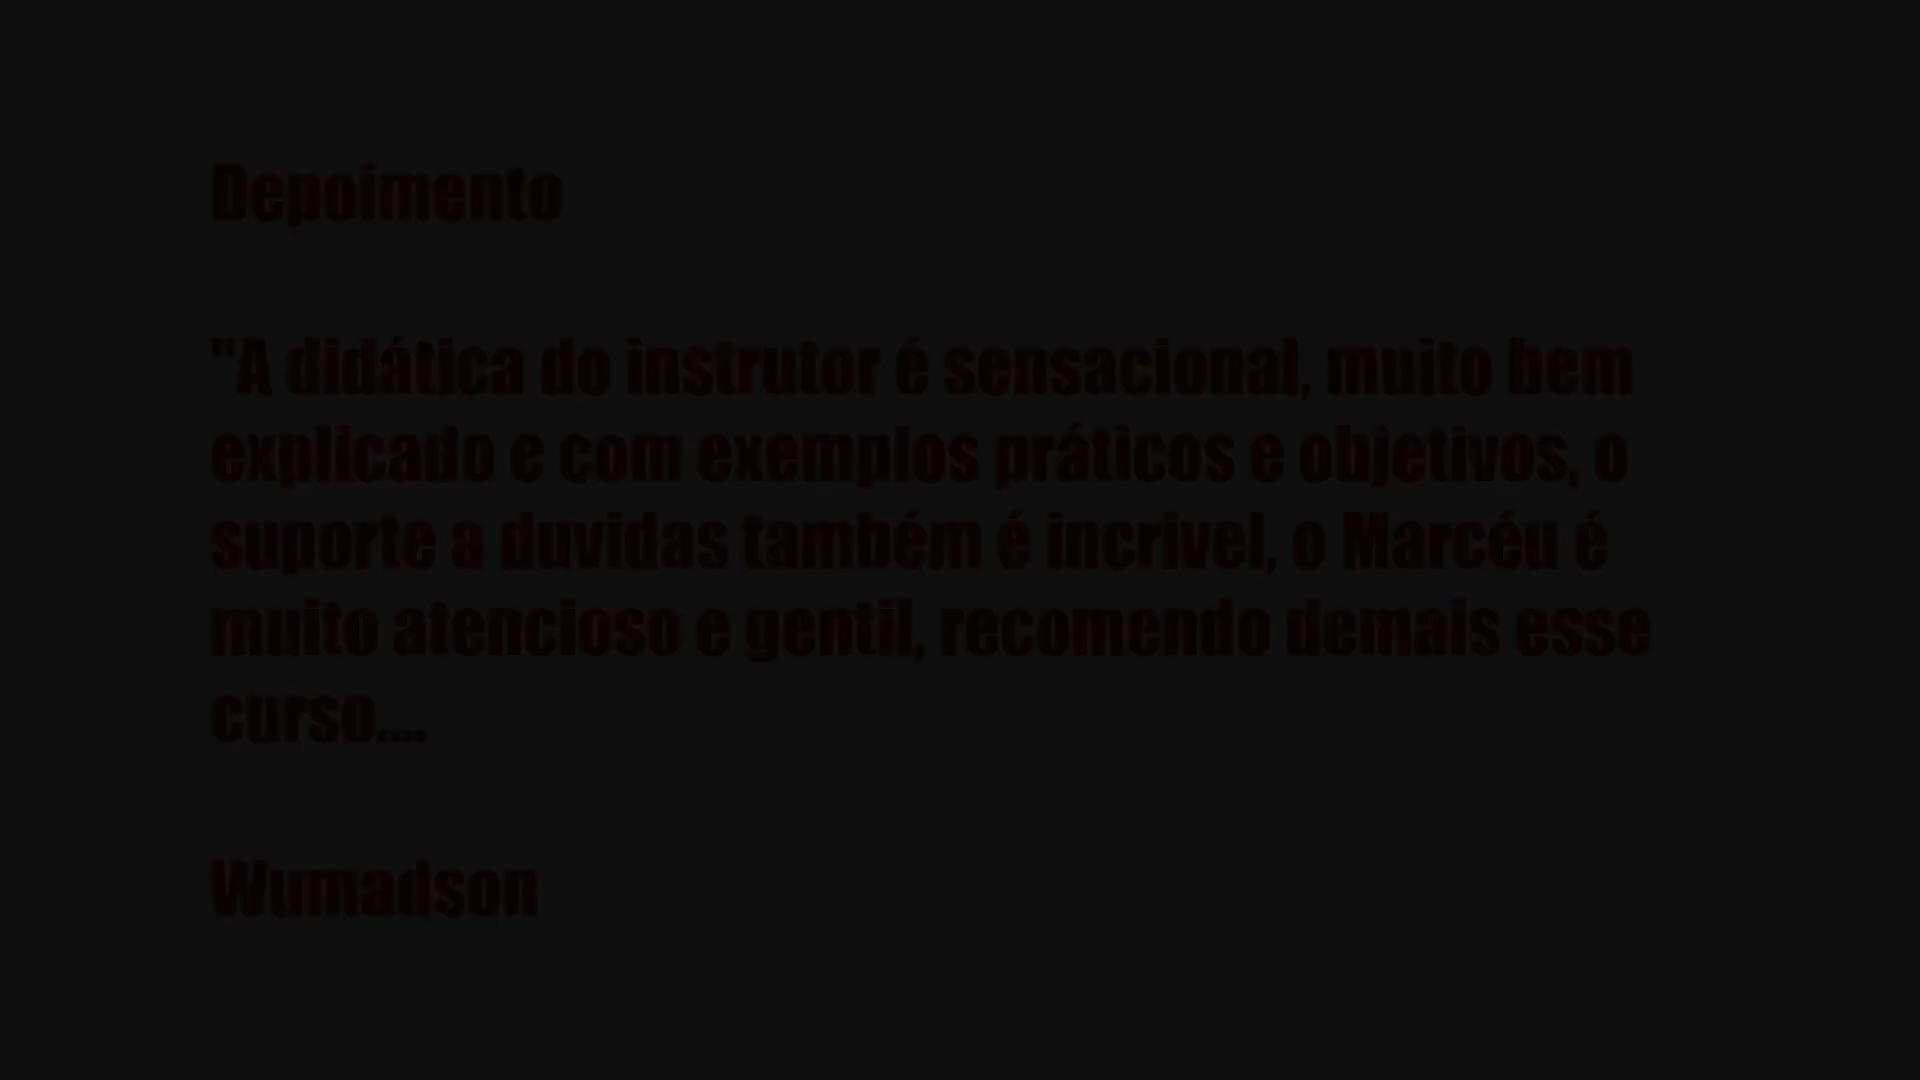 Depoimento
"A didática do instrutor é sensacional, muito bem
explicado e com exemplos práticos e objetivos, o
suporte a duvidas também é incrivel, o Marcéu é
muito atencioso e gentil, recomendo demais esse
curso....
Wumadson